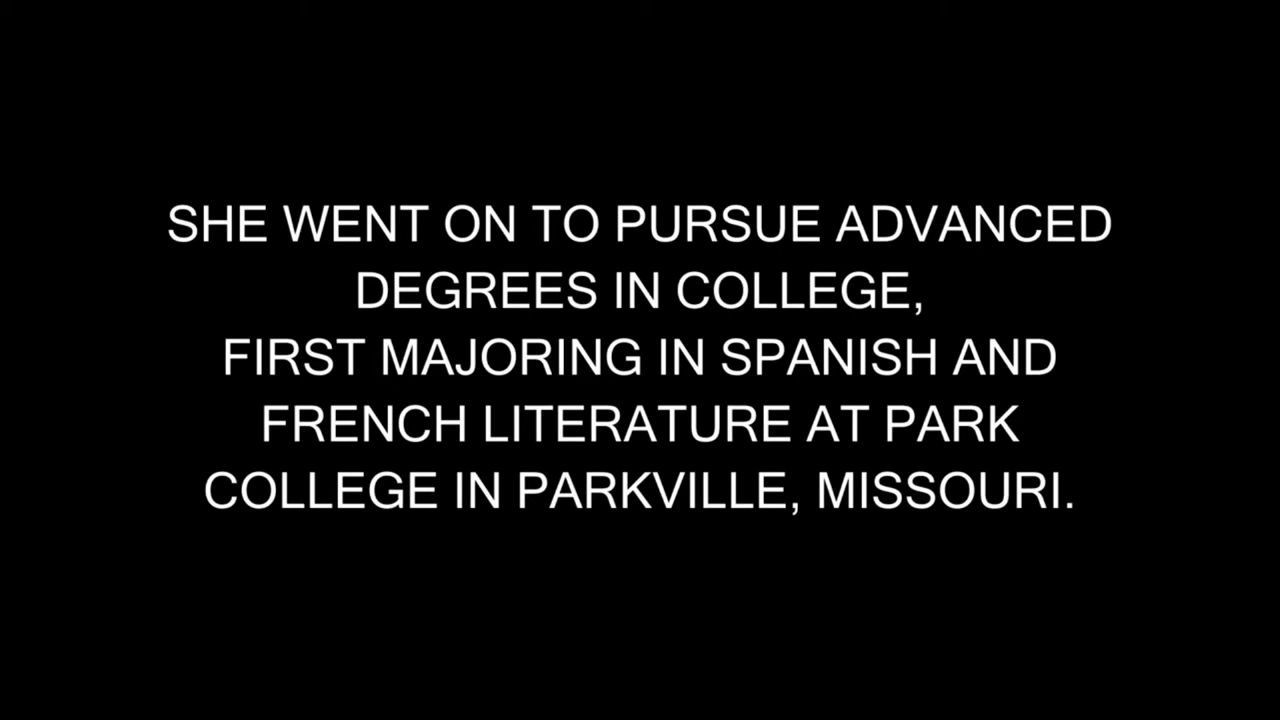 SHE WENT ON TO PURSUE ADVANCED
DEGREES IN COLLEGE,
FIRST MAJORING IN SPANISH AND
FRENCH LITERATURE AT PARK
COLLEGE IN PARKVILLE, MISSOURI.